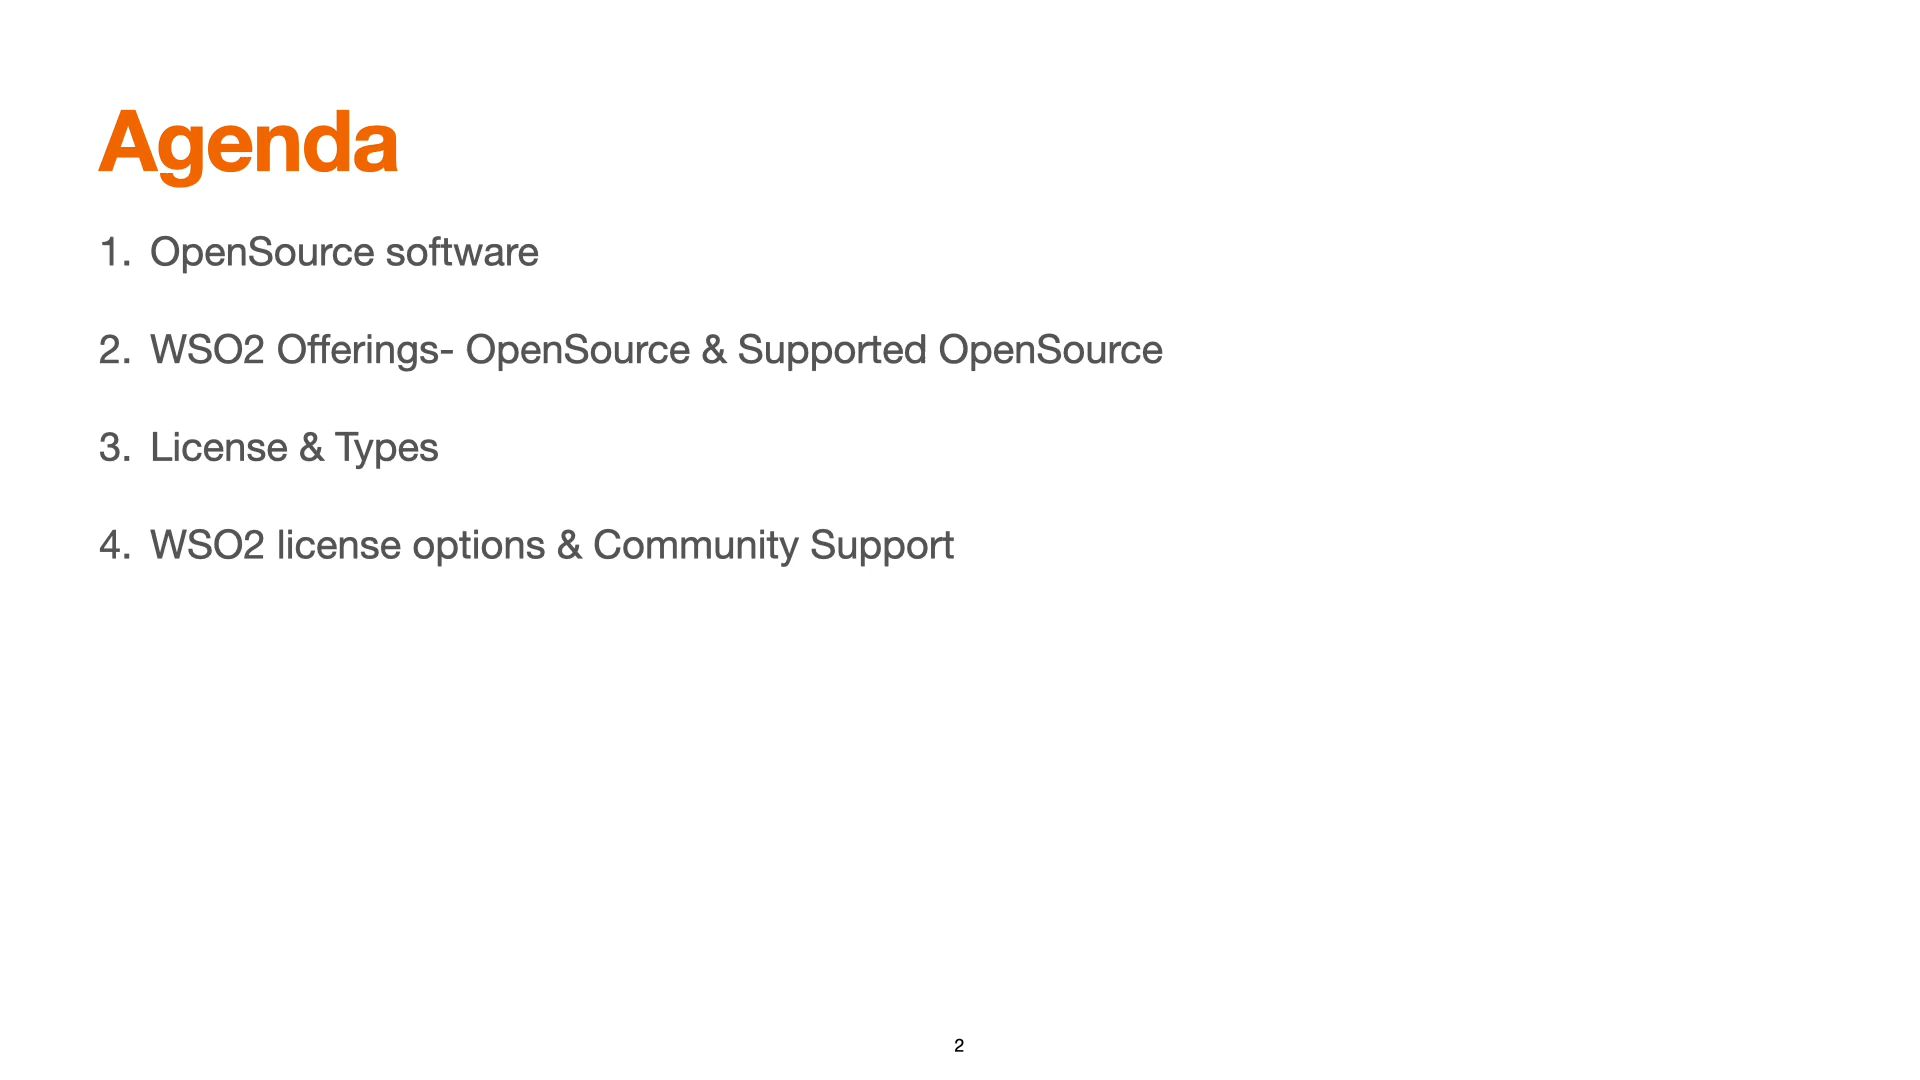 Agenda
1. OpenSource software
2. WSO2 Offerings- OpenSource & Supported OpenSource
3. License & Types
4. WSO2 license options & Community Support
2